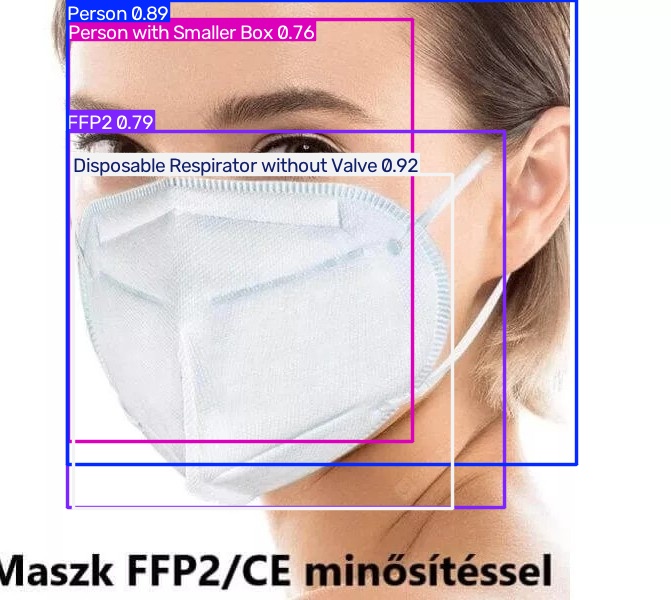 Person 0.89
Person with Smaller Box 0.76
FFP2 0.79
Disposable Respirator without Valve 0.92
Maszk FFP2/CE minősítéssel